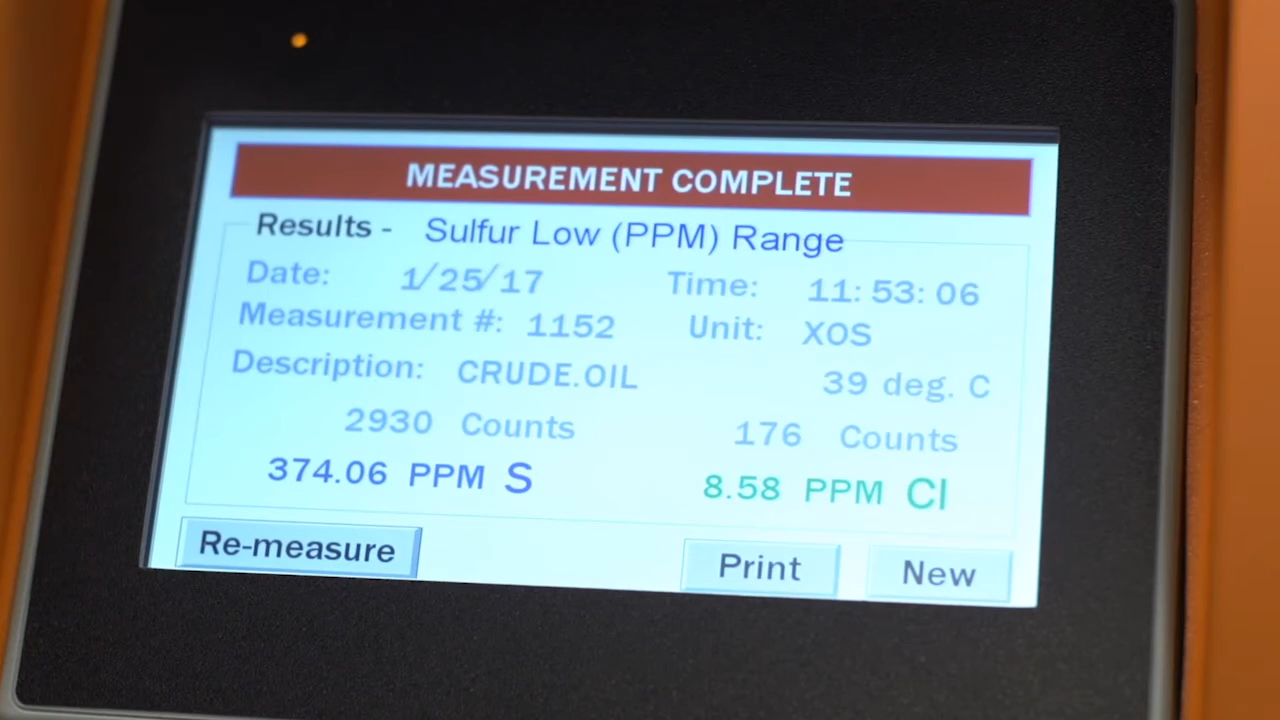 MEASUREMENT COMPLETE
Results - Sulfur Low (PPM) Range
Date: 1/25/17 Time: 11: 53: 06
Measurement #: 1152 Unit: XOS
Description: CRUDE.OIL 39 deg. C
2930 Counts 176 Counts
374.06 PPM S 8.58 PPM Cl
Re-measure Print New